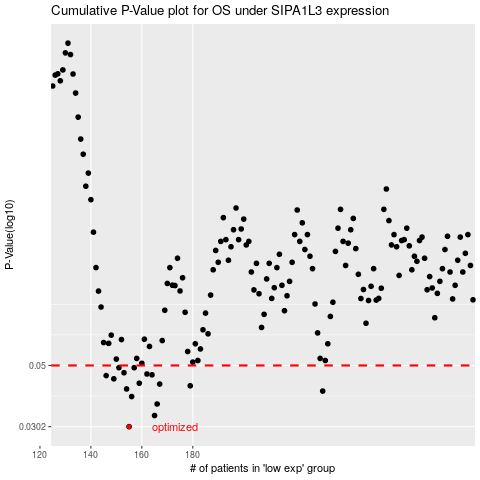 Cumulative P-Value plot for OS under SIPA1L3 expression
P-Value(log10)
0.05
0.0302
optimized
120 140 160 180
# of patients in 'low exp' group